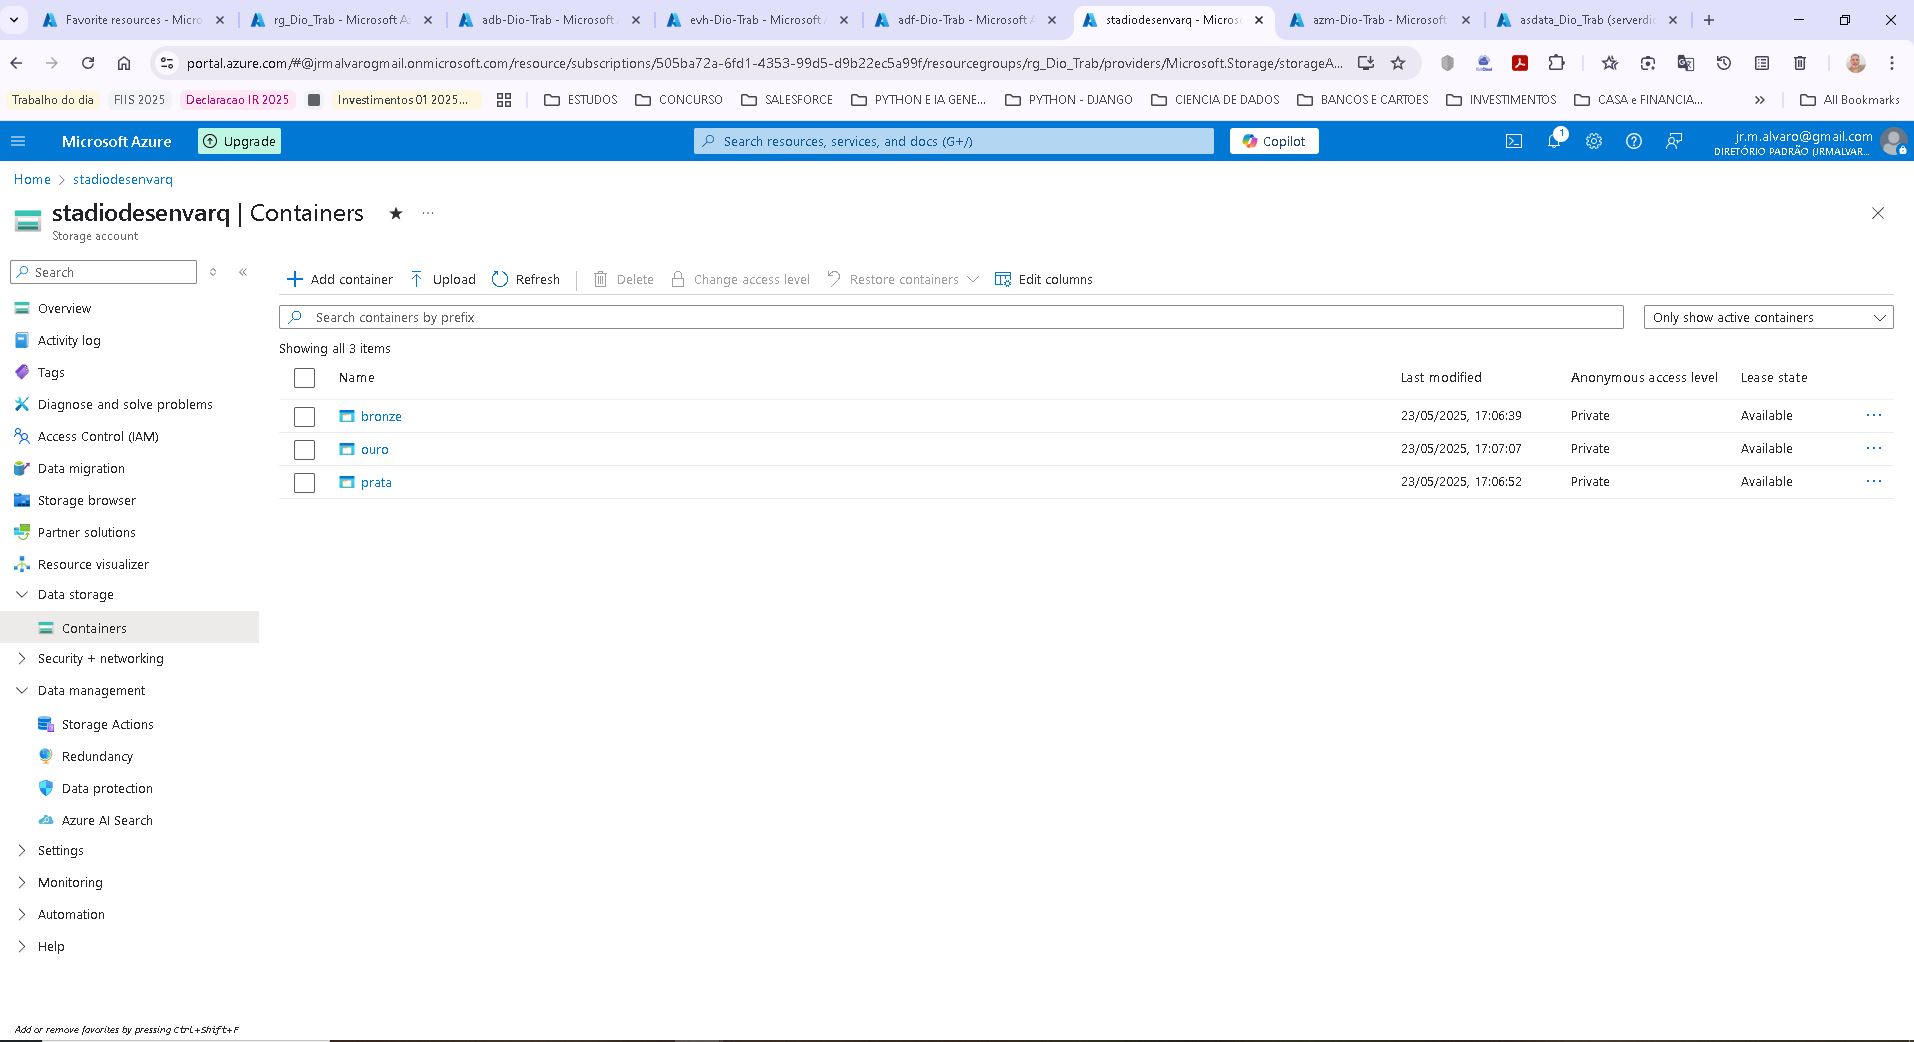 Favorite resources - Micro
rg_Dio_Trab - Microsoft Az
adb-Dio-Trab - Microsoft A
evh-Dio-Trab - Microsoft A
adf-Dio-Trab - Microsoft A
stadiodesenvarq - Microso
azm-Dio-Trab - Microsoft
asdata_Dio_Trab (serverdi
portal.azure.com/#@jrmalvarogmail.onmicrosoft.com/resource/subscriptions/505ba72a-6fd1-4353-99d5-d9b22ec5a99f/resourcegroups/rg_Dio_Trab/providers/Microsoft.Storage/storageA...
Trabalho do dia
FIIS 2025
Declaracao IR 2025
Investimentos 01 2025...
ESTUDOS
CONCURSO
SALESFORCE
PYTHON E IA GENE...
PYTHON - DJANGO
CIENCIA DE DADOS
BANCOS E CARTOES
INVESTIMENTOS
CASA e FINANCIA...
All Bookmarks
Microsoft Azure
Upgrade
Search resources, services, and docs (G+/)
Copilot
1
jr.m.alvaro@gmail.com
DIRETÓRIO PADRÃO (JRMALVAR...
Home > stadiodesenvarq
stadiodesenvarq | Containers
Storage account
Search
Add container
Upload
Refresh
Delete
Change access level
Restore containers
Edit columns
Overview
Activity log
Tags
Diagnose and solve problems
Access Control (IAM)
Data migration
Storage browser
Partner solutions
Resource visualizer
Data storage
Containers
Security + networking
Data management
Storage Actions
Redundancy
Data protection
Azure AI Search
Settings
Monitoring
Automation
Help
Add or remove favorites by pressing Ctrl+Shift+F
Search containers by prefix
Only show active containers
Showing all 3 items
Name Last modified Anonymous access level Lease state
bronze 23/05/2025, 17:06:39 Private Available ...
ouro 23/05/2025, 17:07:07 Private Available ...
prata 23/05/2025, 17:06:52 Private Available ...